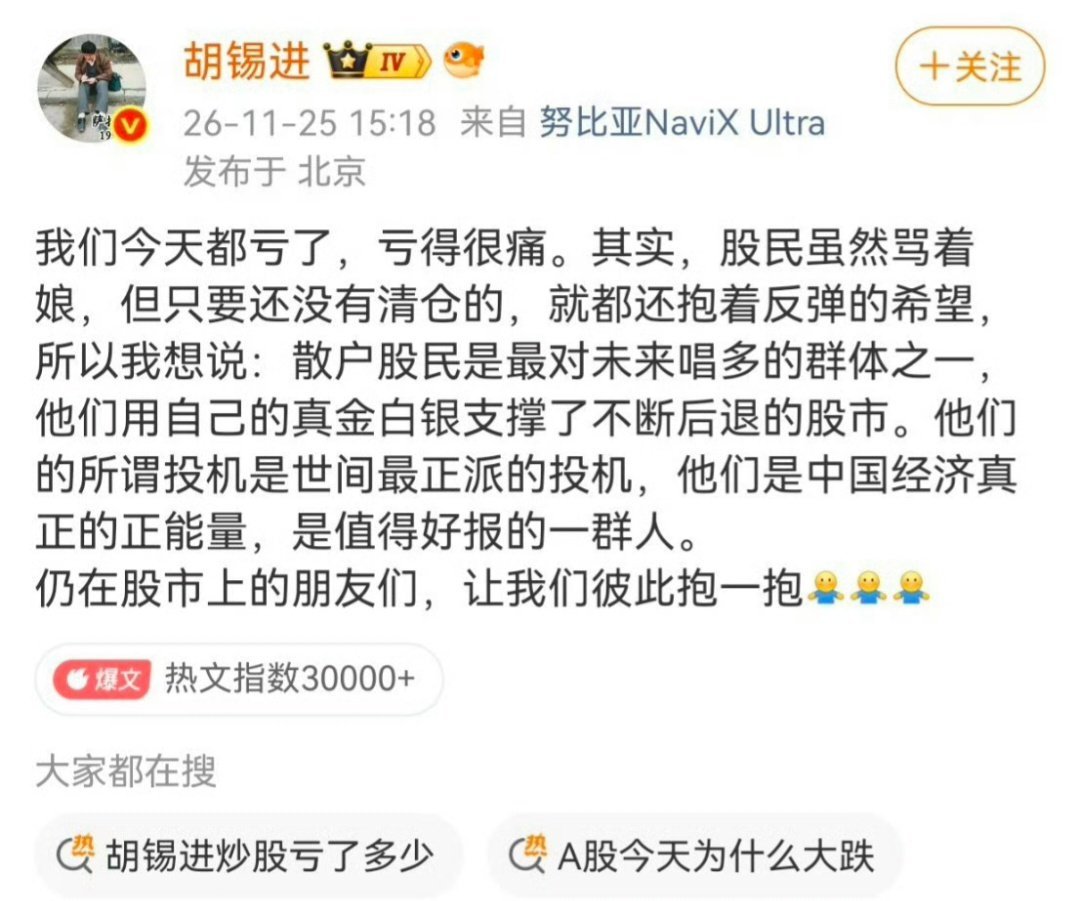 胡锡进 IV
+关注
26-11-25 15:18 来自 努比亚NaviX Ultra
发布于 北京
我们今天都亏了，亏得很痛。其实，股民虽然骂着
娘，但只要还没有清仓的，就都还抱着反弹的希望，
所以我想说：散户股民是最对未来唱多的群体之一，
他们用自己的真金白银支撑了不断后退的股市。他们
的所谓投机是世间最正派的投机，他们是中国经济真
正的正能量，是值得好报的一群人。
仍在股市上的朋友们，让我们彼此抱一抱
爆文 热文指数30000+
大家都在搜
热 胡锡进炒股亏了多少
热 A股今天为什么大跌